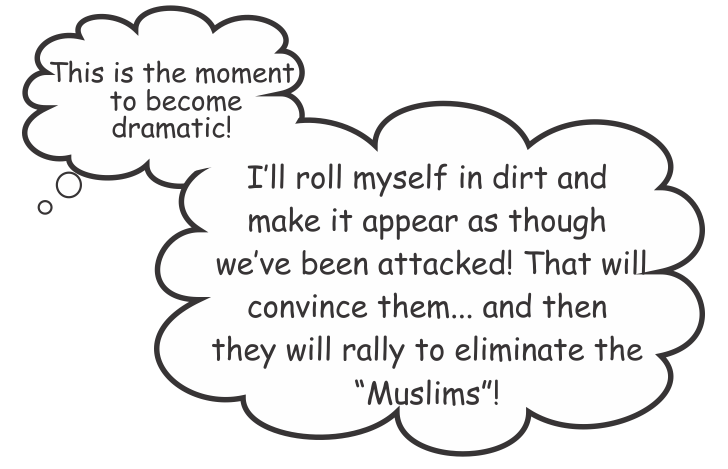 This is the moment
to become
dramatic!
I'll roll myself in dirt and
make it appear as though
we've been attacked! That will
convince them... and then
they will rally to eliminate the
“Muslims”!